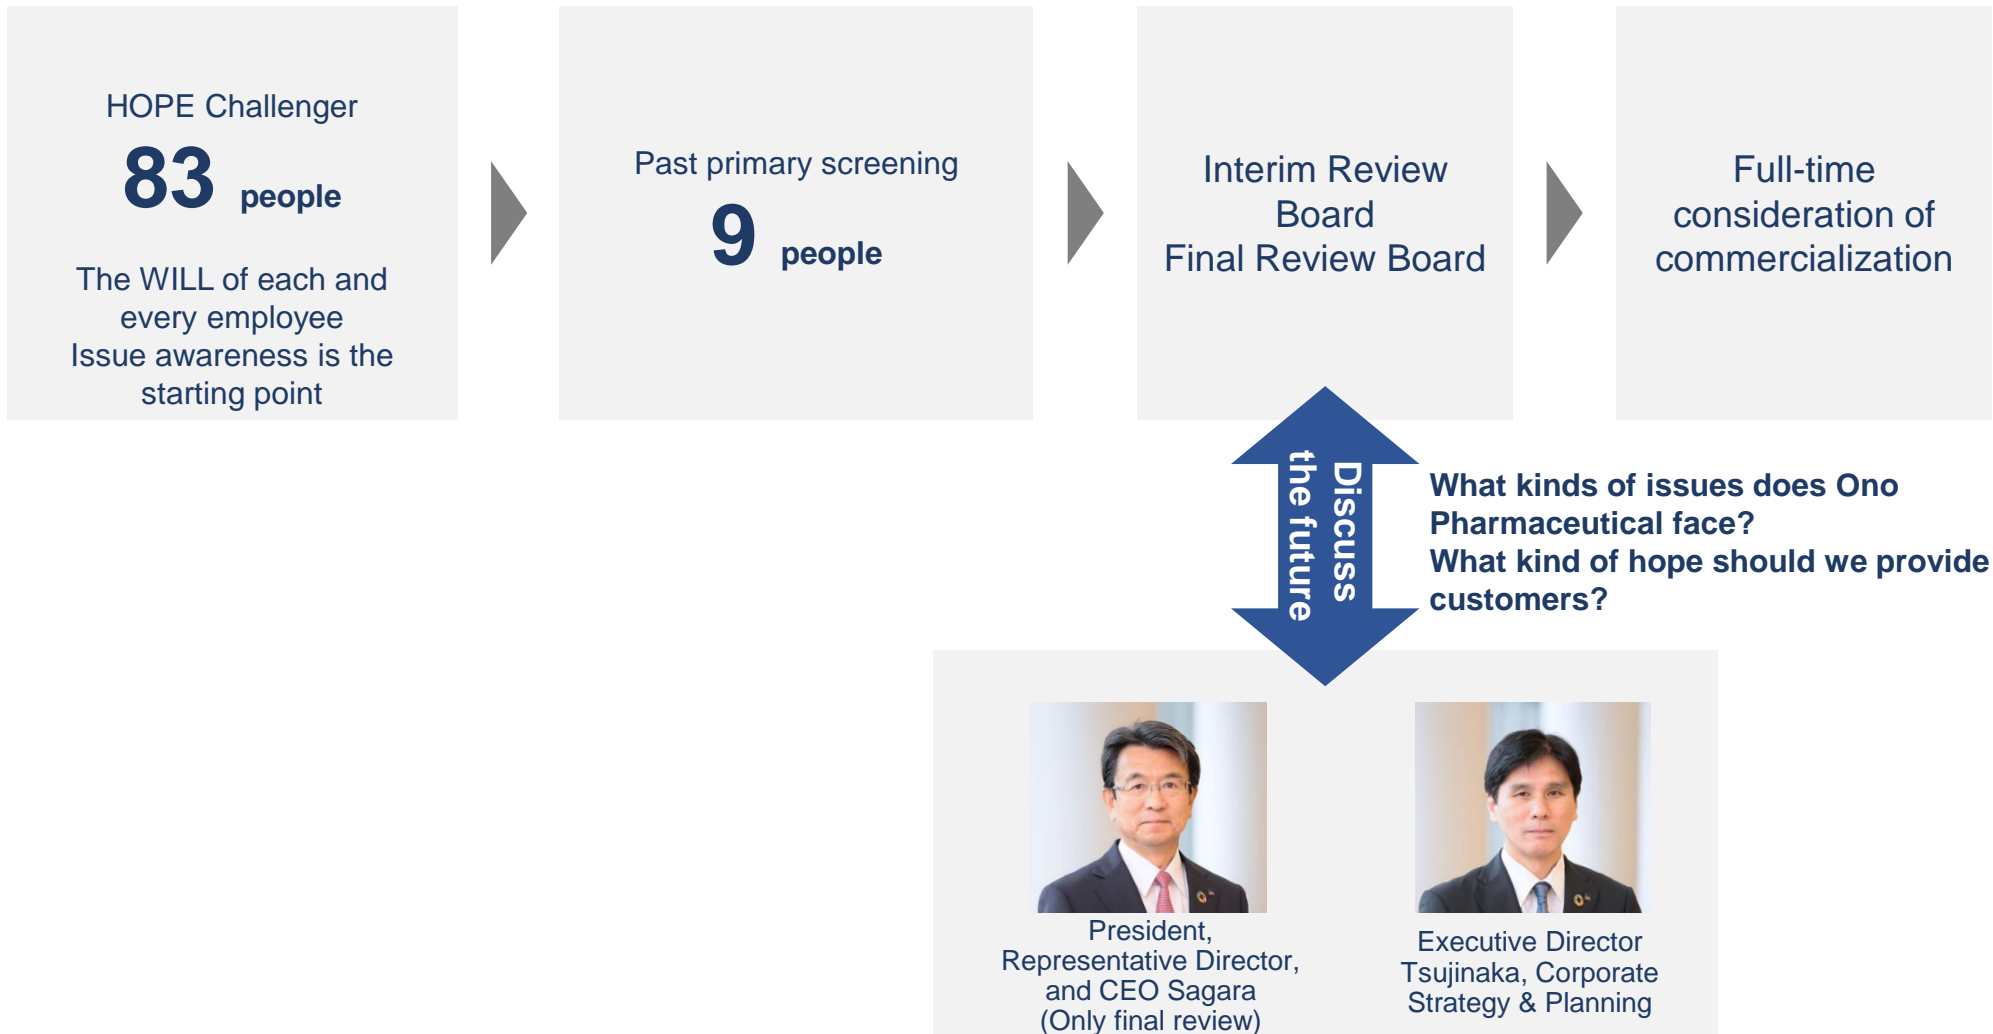 HOPE Challenger
83 people
The WILL of each and
every employee
Issue awareness is the
starting point
Past primary screening
9 people
Interim Review
Board
Final Review Board
Full-time
consideration of
commercialization
Discuss
the future
What kinds of issues does Ono
Pharmaceutical face?
What kind of hope should we provide
customers?
President,
Representative Director,
and CEO Sagara
(Only final review)
Executive Director
Tsujinaka, Corporate
Strategy & Planning